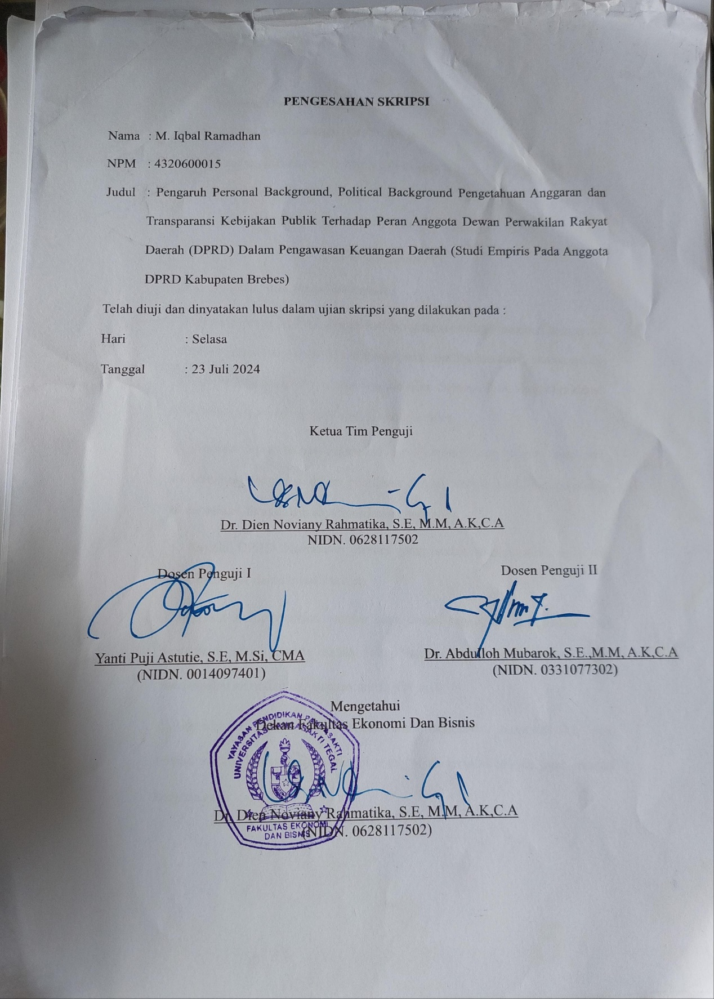 PENGESAHAN SKRIPSI
Nama : M. Iqbal Ramadhan
NPM : 4320600015
Judul : Pengaruh Personal Background, Political Background Pengetahuan Anggaran dan
Transparansi Kebijakan Publik Terhadap Peran Anggota Dewan Perwakilan Rakyat
Daerah (DPRD) Dalam Pengawasan Keuangan Daerah (Studi Empiris Pada Anggota
DPRD Kabupaten Brebes)
Telah diuji dan dinyatakan lulus dalam ujian skripsi yang dilakukan pada :
Hari : Selasa
Tanggal : 23 Juli 2024
Ketua Tim Penguji
Dr. Dien Noviany Rahmatika, S.E, M.M, A.K,C.A
NIDN. 0628117502
Dosen Penguji I
Dosen Penguji II
Yanti Puji Astutie, S.E, M.Si, CMA
(NIDN. 0014097401)
Dr. Abdulloh Mubarok, S.E.,M.M, A.K,C.A
(NIDN. 0331077302)
Mengetahui
Dekan Fakultas Ekonomi Dan Bisnis
YAYASAN PENDIDIKAN PANCASAKTI
UNIVERSITAS PANCASAKTI TEGAL
Dr. Dien Noviany Rahmatika, S.E, M.M, A.K,C.A
(NIDN. 0628117502)
FAKULTAS EKONOMI
DAN BISNIS